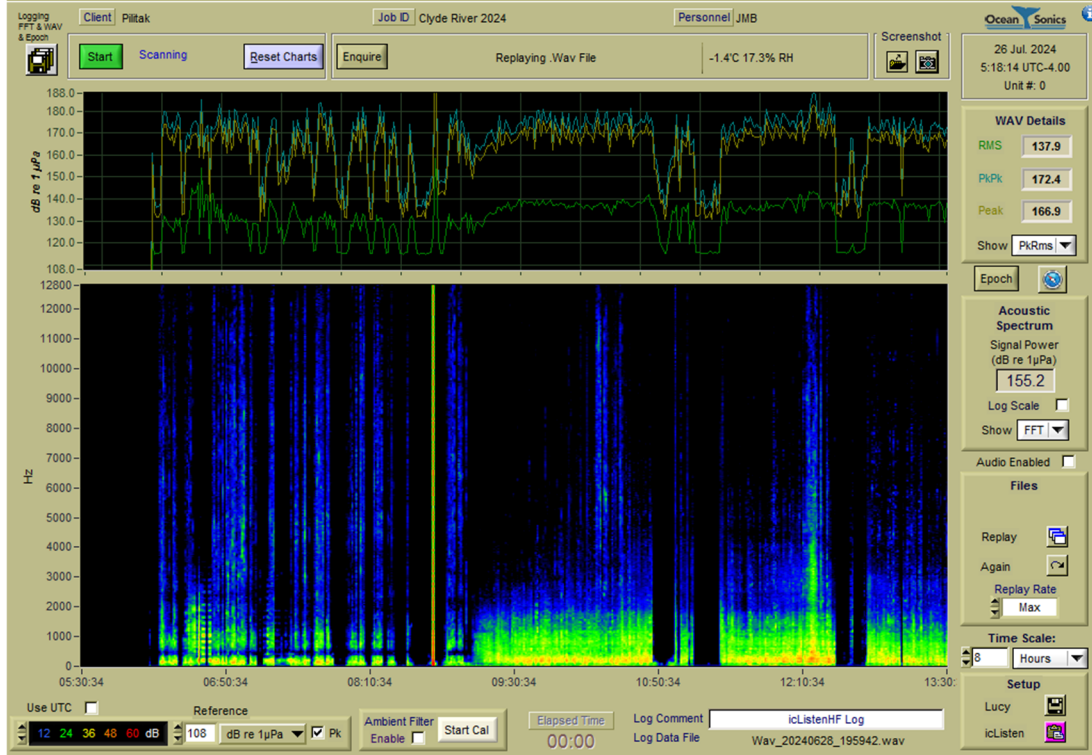 Logging
FFT & WAV
& Epoch
Client Pilitak
Job ID Clyde River 2024
Personnel JMB
Ocean Sonics
Start Scanning Reset Charts Enquire Replaying .Wav File -1.4'C 17.3% RH
Screenshot
26 Jul. 2024
5:18:14 UTC-4.00
Unit #: 0
188.0
180.0
170.0
160.0
150.0
140.0
130.0
120.0
108.0
dB re 1 µPa
WAV Details
RMS 137.9
PkPk 172.4
Peak 166.9
Show PkRms
Epoch
12800
12000
11000
10000
9000
8000
7000
6000
5000
4000
3000
2000
1000
0
Hz
05:30:34 06:50:34 08:10:34 09:30:34 10:50:34 12:10:34 13:30:
Acoustic
Spectrum
Signal Power
(dB re 1µPa)
155.2
Log Scale
Show FFT
Audio Enabled
Files
Replay
Again
Replay Rate
Max
Time Scale:
8 Hours
Setup
Lucy
icListen
Use UTC
12 24 36 48 60 dB
Reference
108 dB re 1µPa Pk
Ambient Filter
Enable Start Cal
Elapsed Time
00:00
Log Comment icListenHF Log
Log Data File Wav_20240628_195942.wav